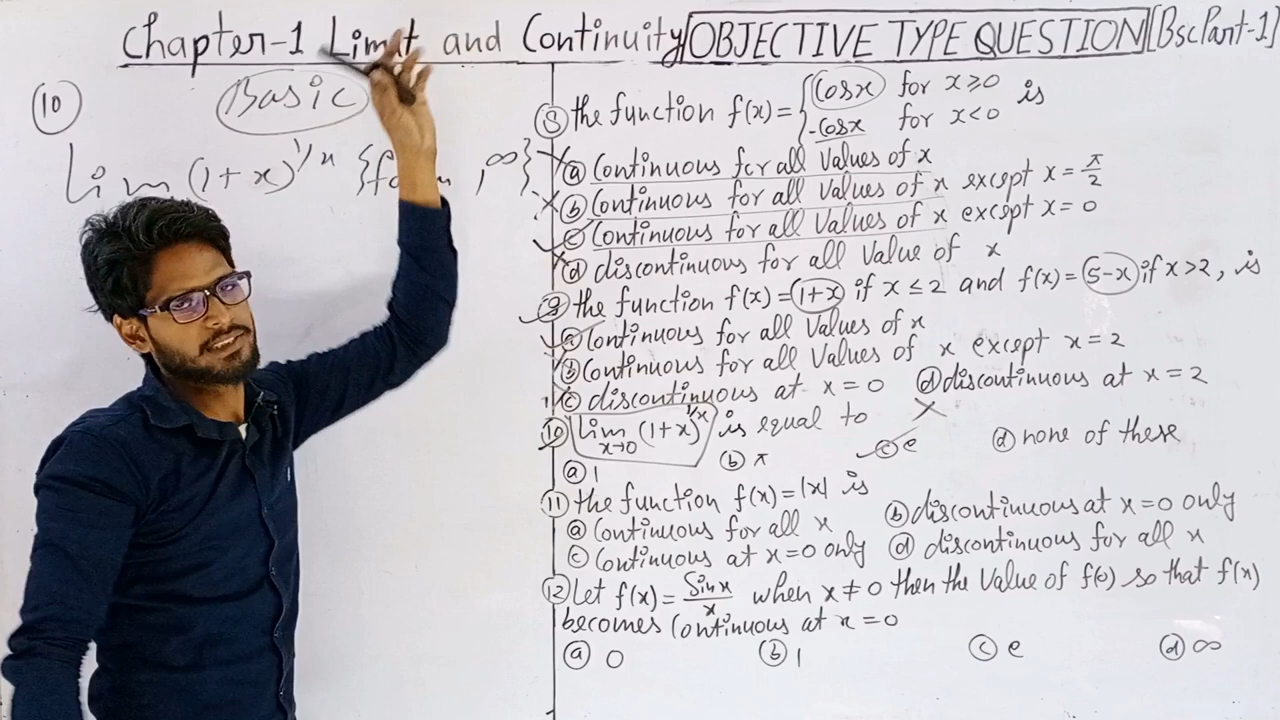 Chapter-1 Limit and Continuity OBJECTIVE TYPE QUESTION [Bsc Part-1]
(10) Basic
Lim (1+x)^1/x {form 1^∞}
(8) the function f(x) = { cosx for x≥0
-cosx for x<0 is
(a) Continuous for all values of x
(b) Continuous for all values of x except x = π/2
(c) Continuous for all values of x except x = 0
(d) discontinuous for all value of x
(9) the function f(x) = 1+x if x ≤ 2 and f(x) = 5-x if x>2, is
(a) Continuous for all values of x
(b) Continuous for all values of x except x = 2
(c) discontinuous at x = 0 (d) discontinuous at x = 2
(10) Lim x→0 (1+x)^1/x is equal to
(a) 1 (b) π (c) e (d) none of these
(11) the function f(x) = |x| is
(a) Continuous for all x (b) discontinuous at x = 0 only
(c) Continuous at x=0 only (d) discontinuous for all x
(12) Let f(x) = Sinx/x when x ≠ 0 then the value of f(0) so that f(x)
becomes Continuous at x = 0
(a) 0 (b) 1 (c) e (d) ∞